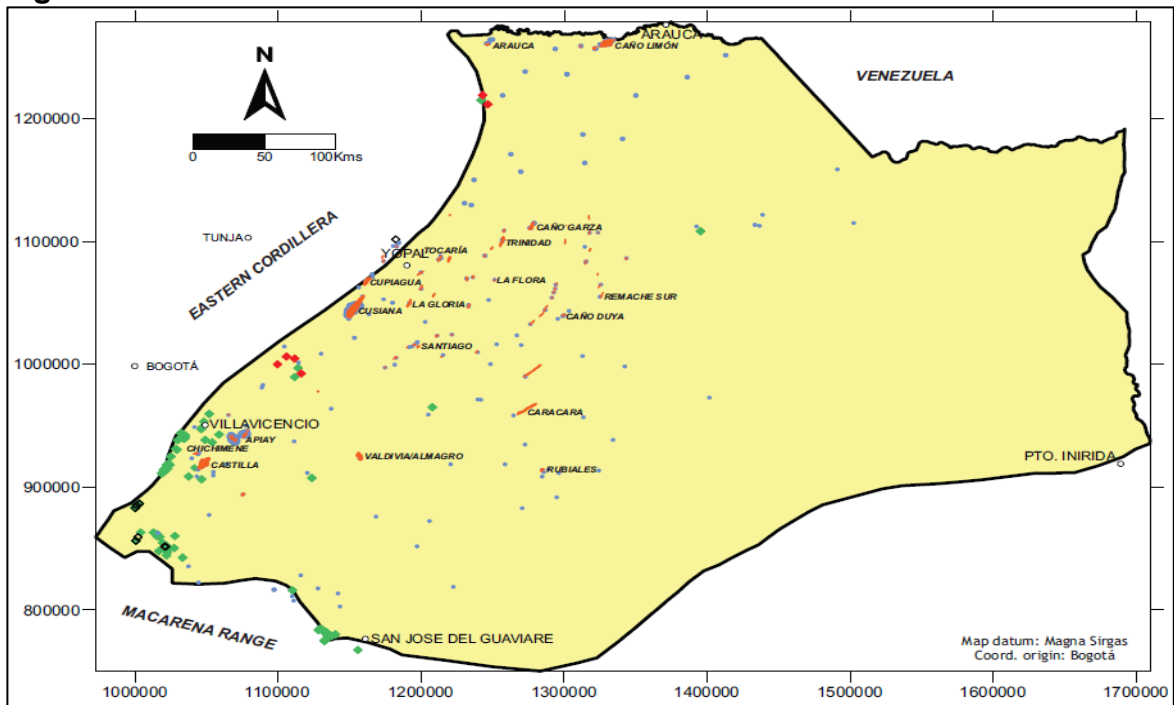 ARAUCA
ARAUCA
CAÑO LIMÓN
VENEZUELA
N
1200000
0 50 100Kms
EASTERN CORDILLERA
TUNJA
1100000
YOPAL
TOCARÍA
CAÑO GARZA
TRINIDAD
CUPIAGUA
LA FLORA
LA GLORIA
REMACHE SUR
CUSIANA
CAÑO DUYA
SANTIAGO
1000000
BOGOTÁ
CARACARA
VILLAVICENCIO
APIAY
CHICHIMENE
CASTILLA
VALDIVIA/ALMAGRO
RUBIALES
PTO. INIRIDA
900000
800000
MACARENA RANGE
SAN JOSE DEL GUAVIARE
Map datum: Magna Sirgas
Coord. origin: Bogotá
1000000 1100000 1200000 1300000 1400000 1500000 1600000 1700000